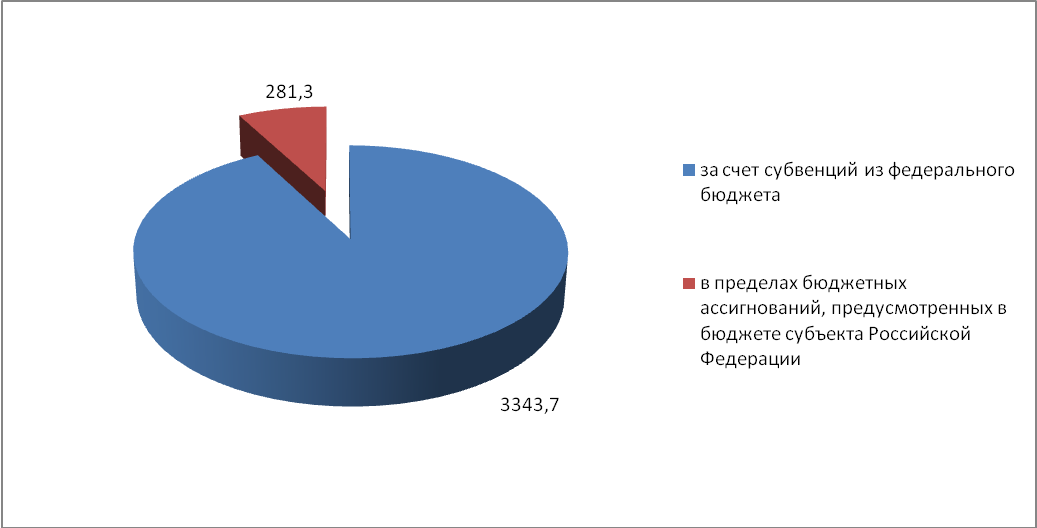 281,3
3343,7
за счет субвенций из федерального
бюджета
в пределах бюджетных
ассигнований, предусмотренных в
бюджете субъекта Российской
Федерации